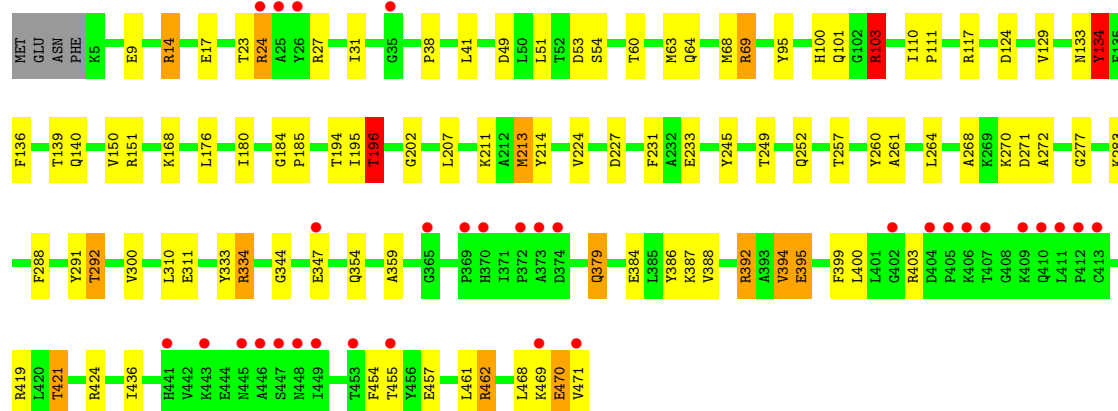 MET GLU ASN PHE K5 E9 R14 E17 T23 R24 A25 Y26 R27 I31 G35 P38 L41 D49 L50 L51 T52 D53 S54 T60 M63 Q64 M68 R69 Y95 H100 Q101 G102 R103 I110 P111 R117 D124 V129 N133 Y134 E135
F136 T139 Q140 V150 R151 K168 L176 I180 G184 P185 T194 I195 T196 G202 L207 K211 A212 M213 V214 V224 D227 F231 A232 E233 Y245 T249 Q252 T257 Y260 A261 L264 A268 K269 K270 D271 A272 G277
F288 Y291 T292 V300 L310 E311 Y333 R334 G344 E347 Q354 A359 G365 P369 H370 I371 P372 A373 D374 Q379 E384 L385 Y386 K387 V388 R392 A393 V394 E395 F399 L400 L401 G402 R403 D404 P405 K406 T407 G408 K409 Q410 L411 P412 C413
R419 L420 T421 R424 I436 H441 V442 K443 E444 N445 A446 S447 N448 I449 T453 F454 T455 Y456 E457 L461 R462 L468 K469 E470 V471